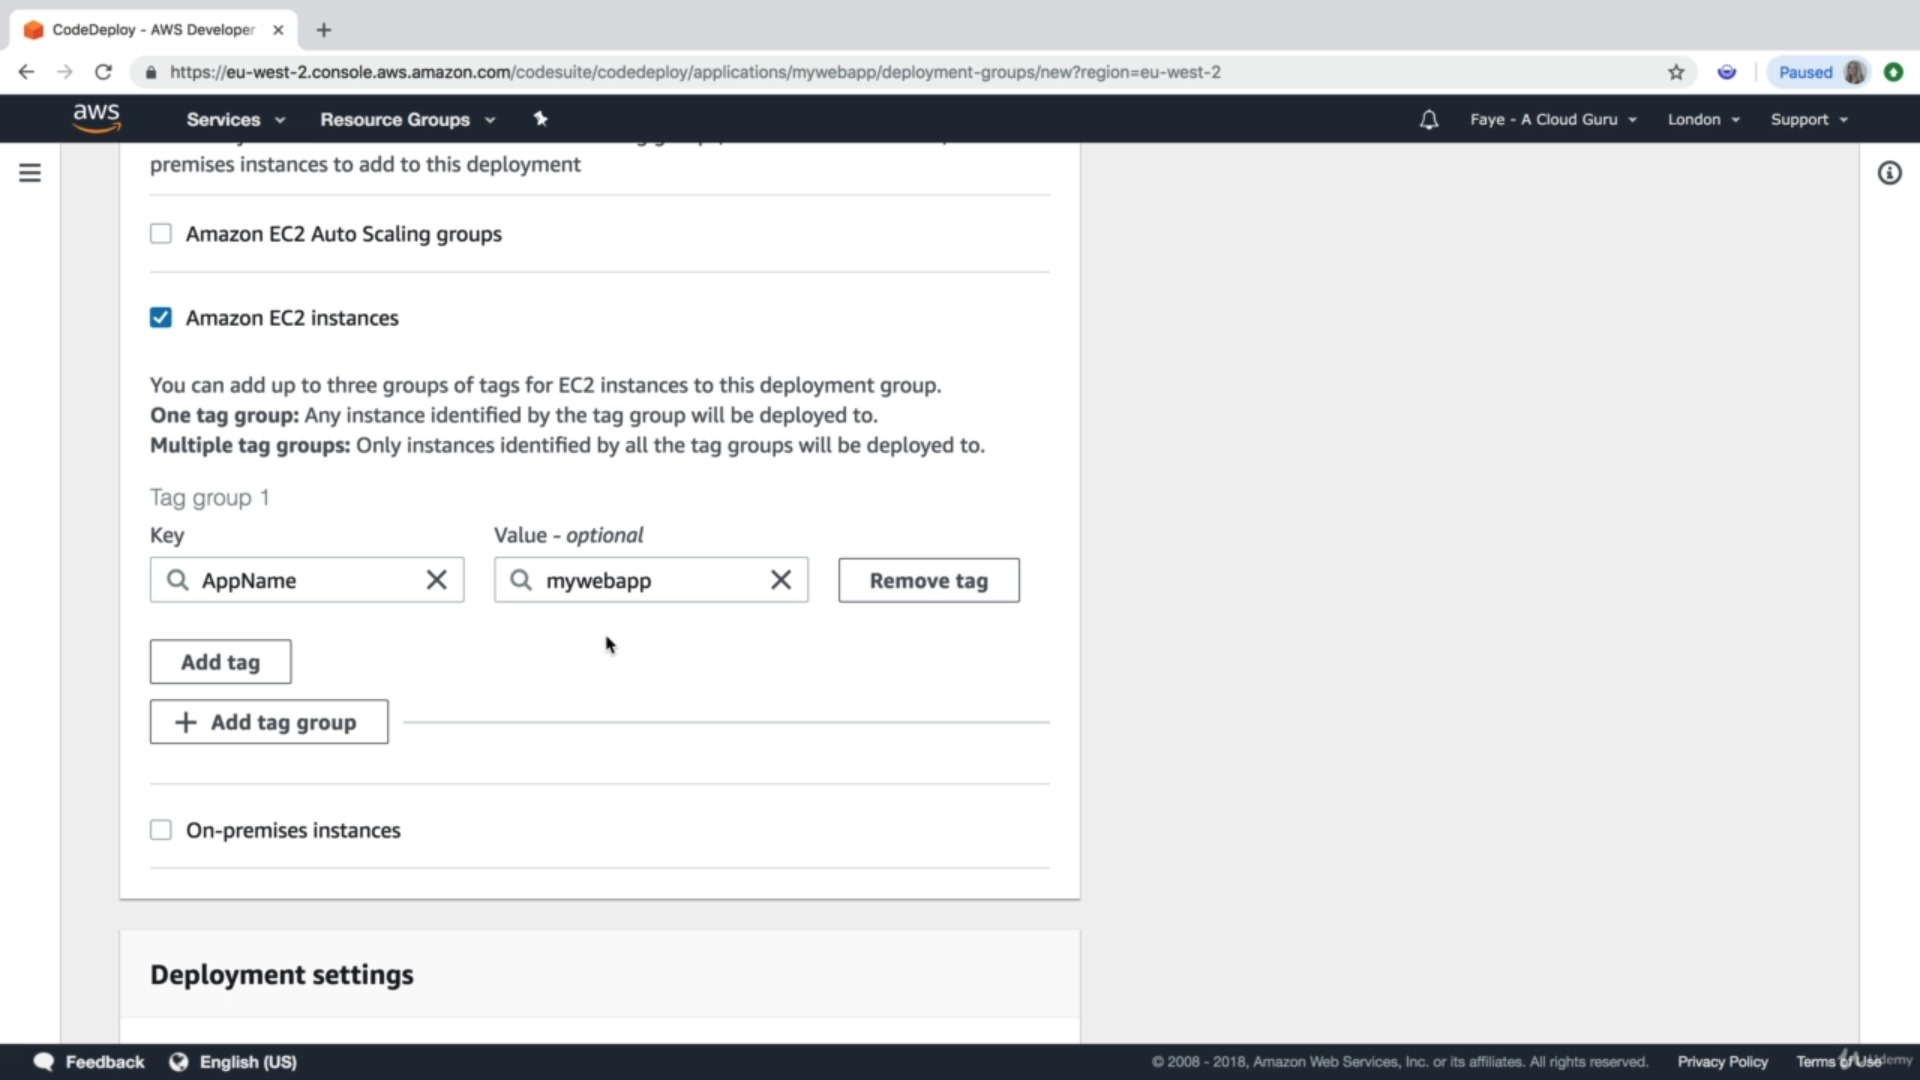 CodeDeploy - AWS Developer
https://eu-west-2.console.aws.amazon.com/codesuite/codedeploy/applications/mywebapp/deployment-groups/new?region=eu-west-2
Paused
aws
Services
Resource Groups
Faye - A Cloud Guru
London
Support
premises instances to add to this deployment
Amazon EC2 Auto Scaling groups
Amazon EC2 instances
You can add up to three groups of tags for EC2 instances to this deployment group.
One tag group: Any instance identified by the tag group will be deployed to.
Multiple tag groups: Only instances identified by all the tag groups will be deployed to.
Tag group 1
Key
Value - optional
AppName
mywebapp
Remove tag
Add tag
Add tag group
On-premises instances
Deployment settings
Feedback
English (US)
© 2008 - 2018, Amazon Web Services, Inc. or its affiliates. All rights reserved.
Privacy Policy
Terms of Use